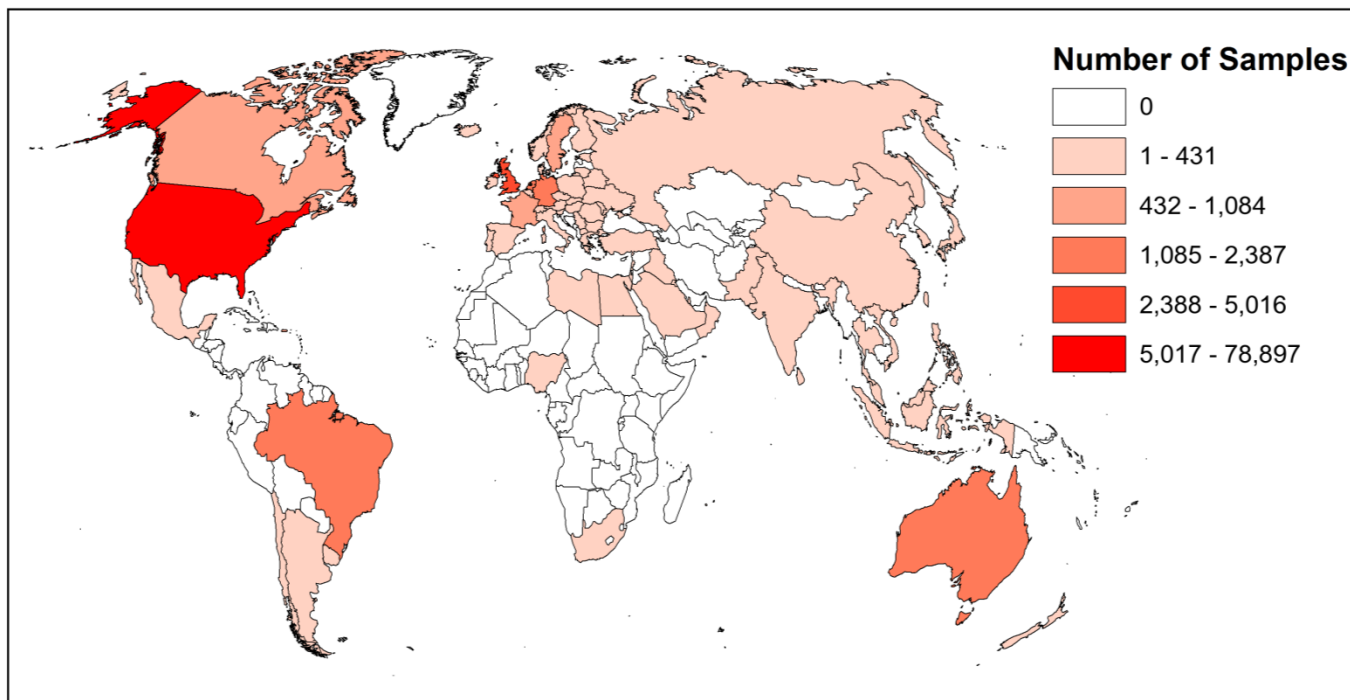 Number of Samples
0
1 - 431
432 - 1,084
1,085 - 2,387
2,388 - 5,016
5,017 - 78,897